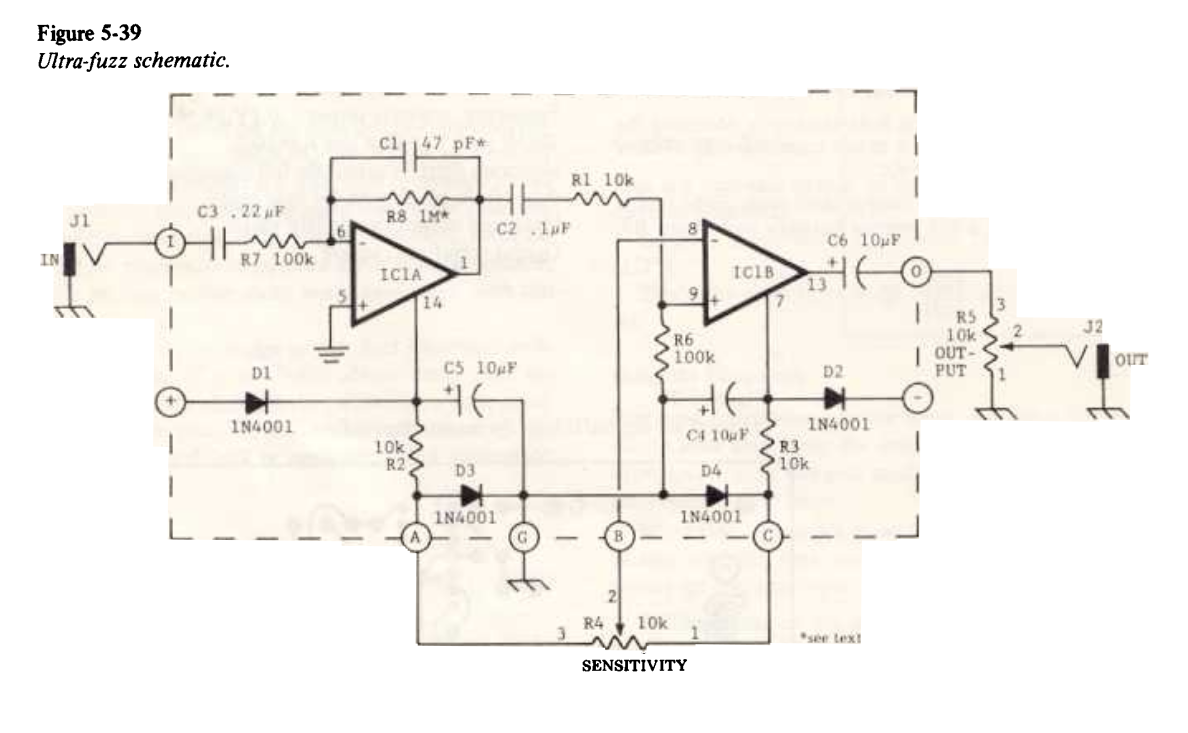 Figure 5-39
Ultra-fuzz schematic.
C1 47 pF*
R8 1M*
R1 10k
C2 .1µF
J1
IN
I
C3 .22µF
R7 100k
6
-
IC1A
1
5
+
14
8
-
IC1B
13
9
+
7
C6 10µF
+
O
3
R5
10k
OUT-
PUT
2
1
J2
OUT
R6
100k
D1
+
1N4001
C5 10µF
+
C4 10µF
+
D2
1N4001
-
10k
R2
R3
10k
D3
1N4001
D4
1N4001
A
G
B
C
2
R4 10k
3
1
*see text
SENSITIVITY